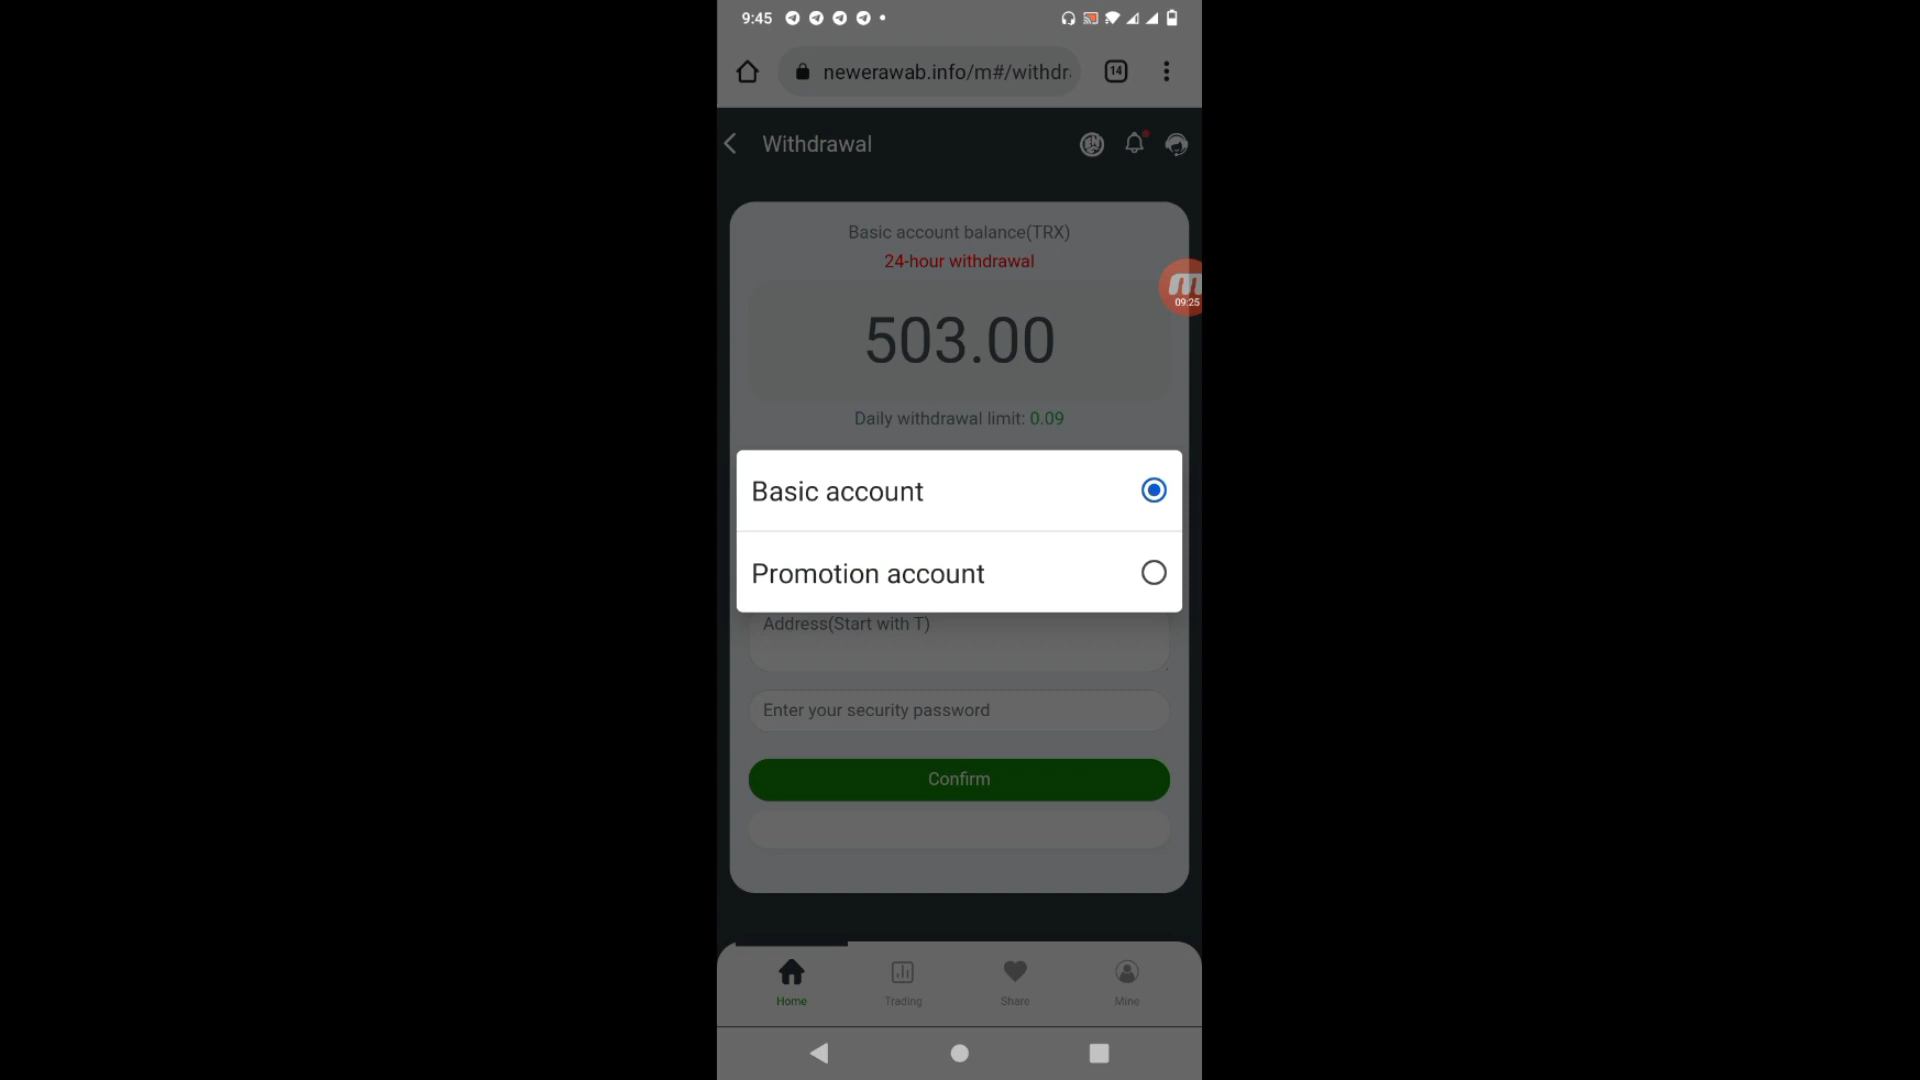 9:45
newerawab.info/m#/withdr
14
Withdrawal
Basic account balance(TRX)
24-hour withdrawal
09:25
503.00
Daily withdrawal limit: 0.09
Basic account
Promotion account
Address(Start with T)
Enter your security password
Confirm
Home
Trading
Share
Mine